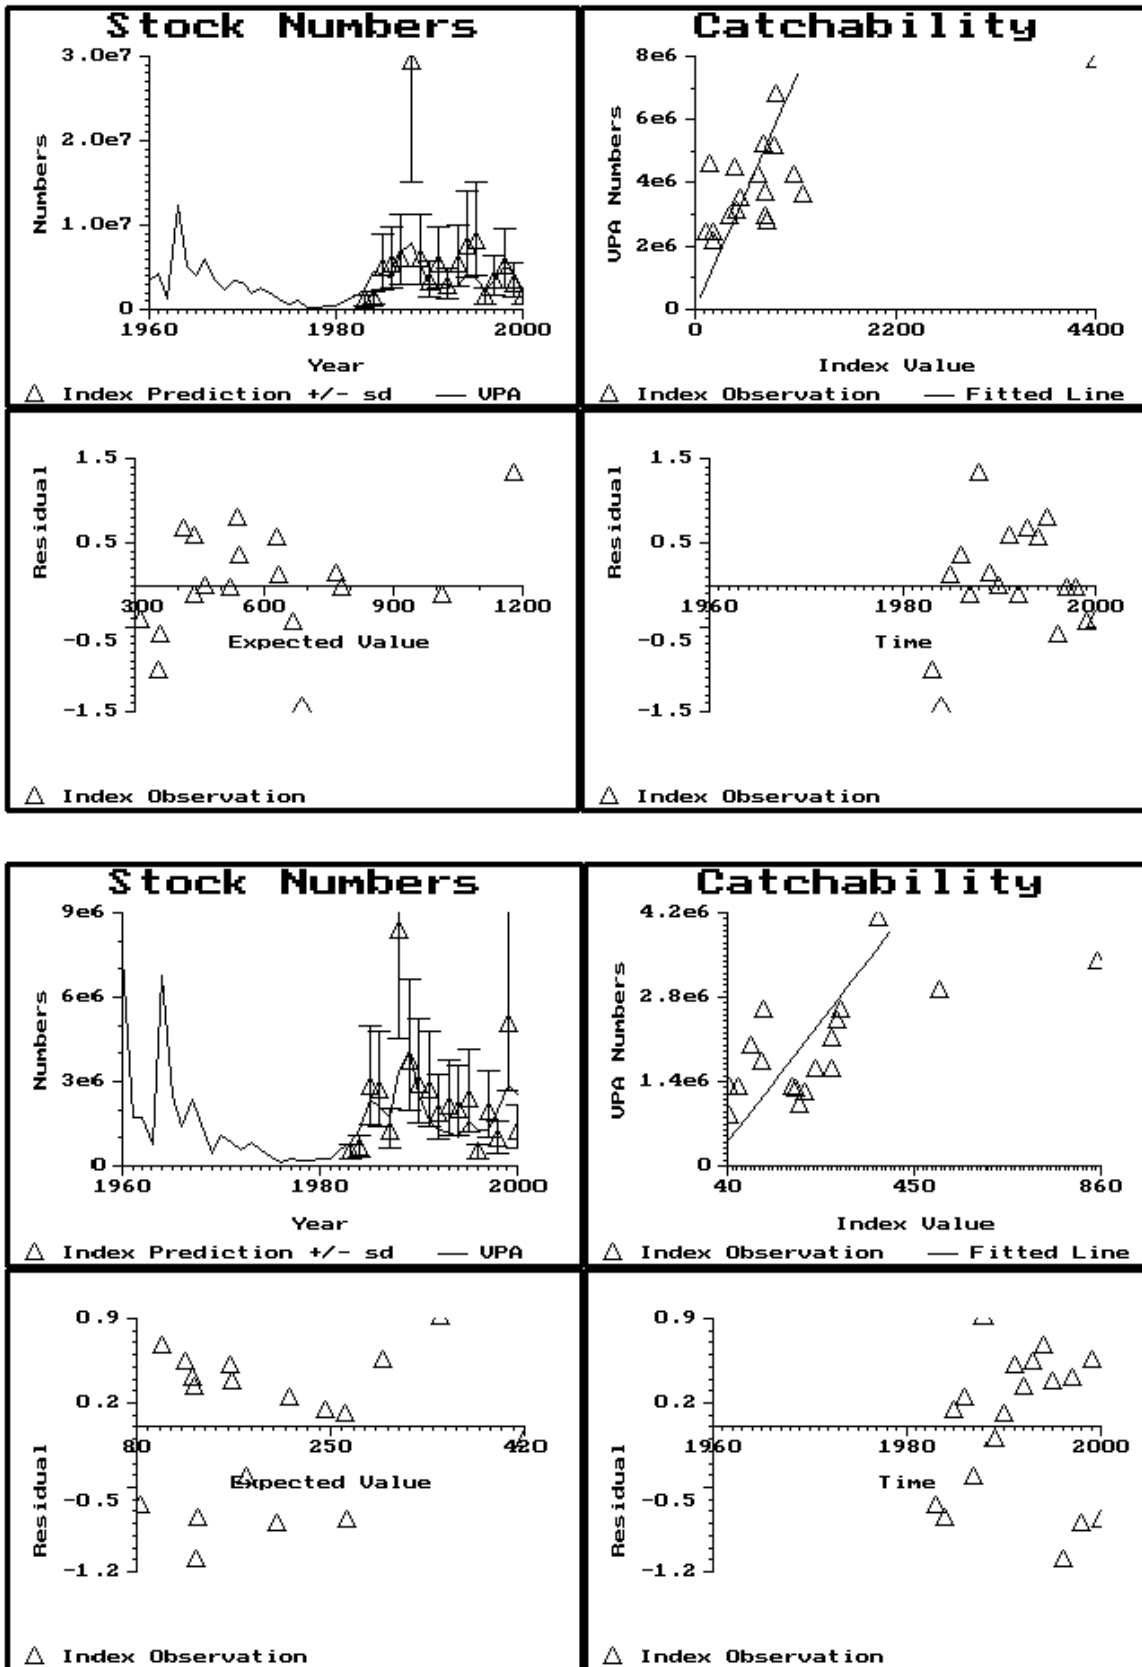 Stock Numbers
3.0e7
2.0e7
1.0e7
0
Numbers
1960 1980 2000
Year
Index Prediction +/- sd VPA
Catchability
8e6
6e6
4e6
2e6
0
VPA Numbers
0 2200 4400
Index Value
Index Observation Fitted Line
1.5
0.5
-0.5
-1.5
Residual
300 600 900 1200
Expected Value
Index Observation
1.5
0.5
-0.5
-1.5
Residual
1960 1980 2000
Time
Index Observation
Stock Numbers
9e6
6e6
3e6
0
Numbers
1960 1980 2000
Year
Index Prediction +/- sd VPA
Catchability
4.2e6
2.8e6
1.4e6
0
VPA Numbers
40 450 860
Index Value
Index Observation Fitted Line
0.9
0.2
-0.5
-1.2
Residual
80 250 420
Expected Value
Index Observation
0.9
0.2
-0.5
-1.2
Residual
1960 1980 2000
Time
Index Observation